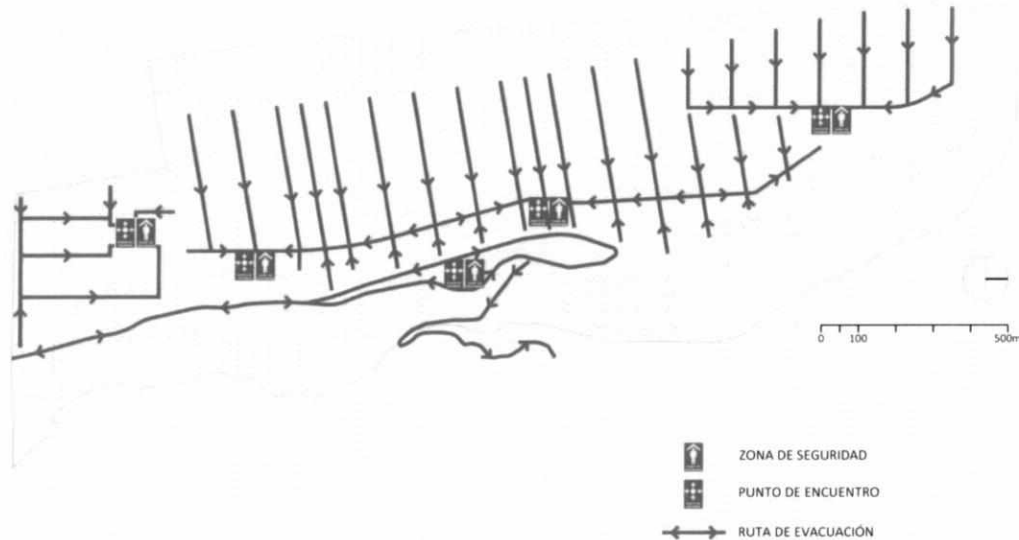 0 100 500m
ZONA DE SEGURIDAD
PUNTO DE ENCUENTRO
RUTA DE EVACUACIÓN